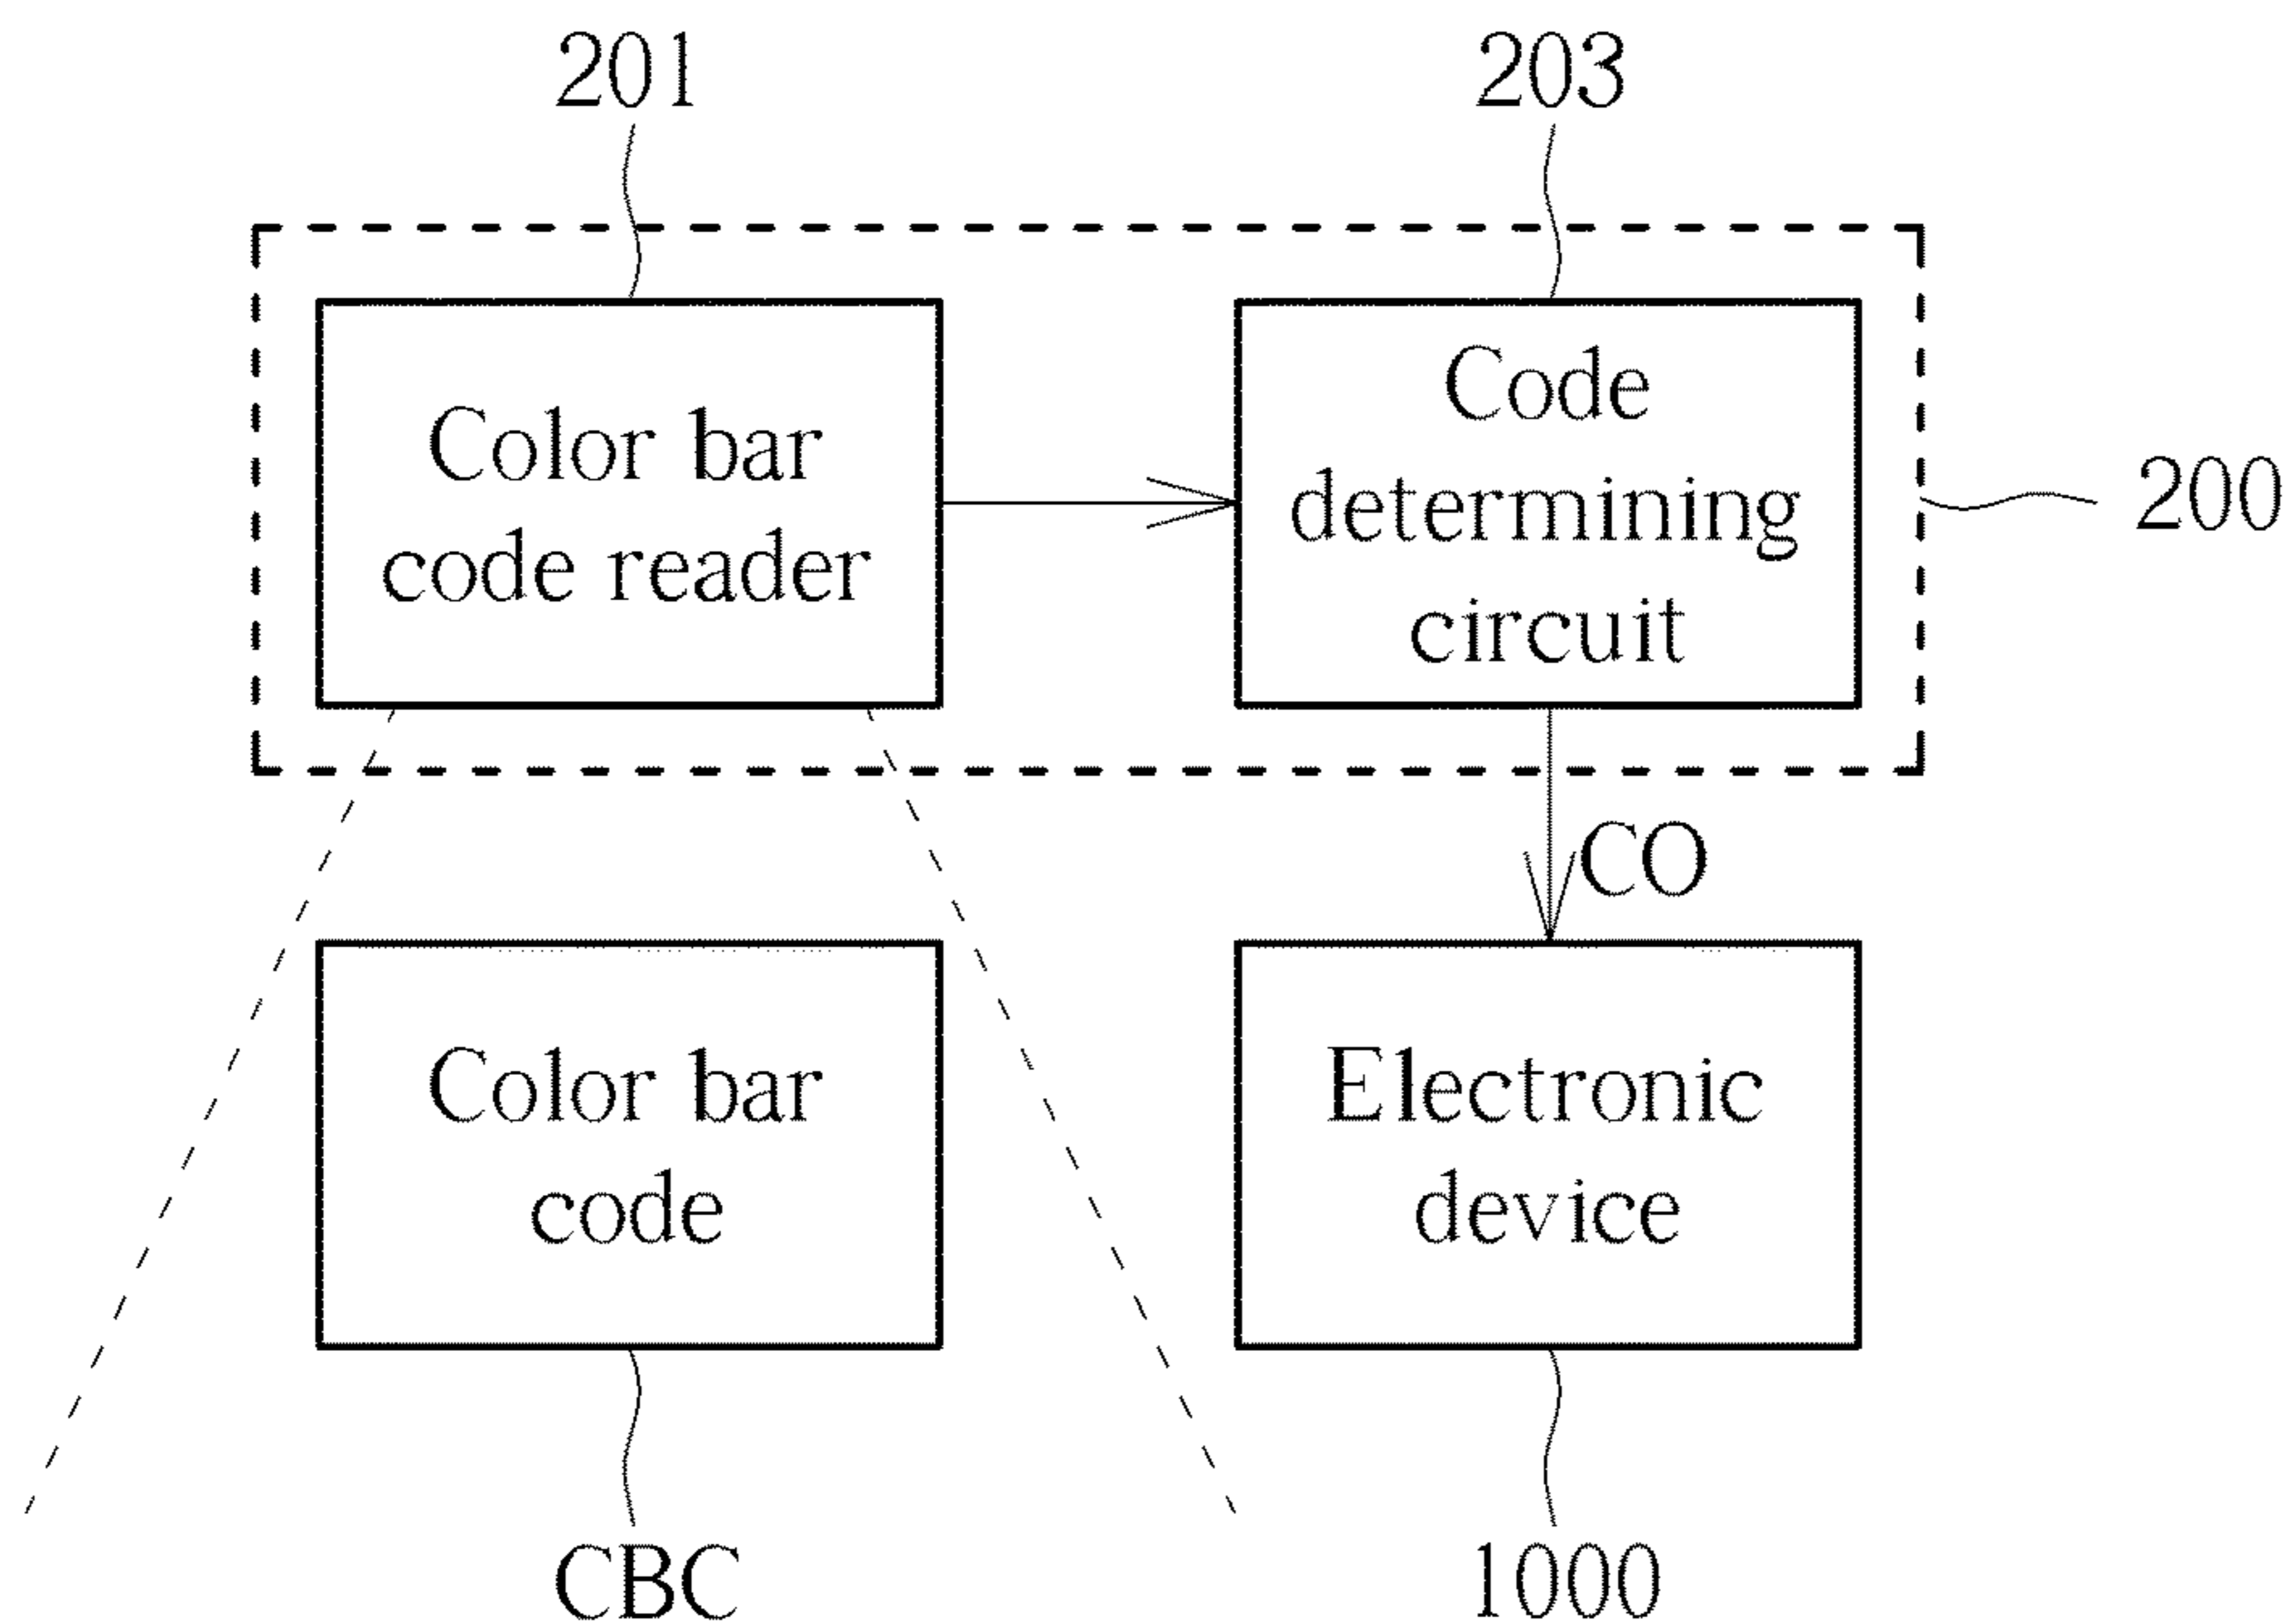 201
203
Color bar
code reader
Code
determining
circuit
200
CO
Color bar
code
Electronic
device
CBC
1000